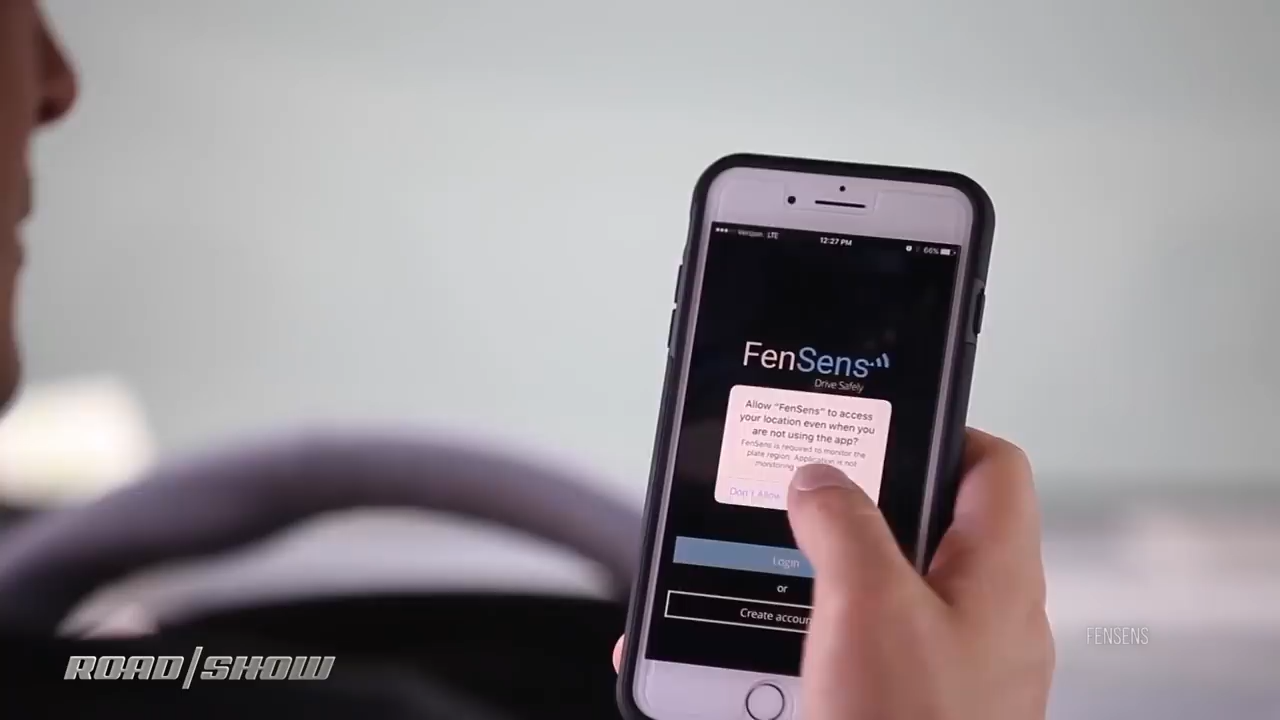 Verizon LTE 12:27 PM 66%
FenSens
Drive Safely
Allow "FenSens" to access
your location even when you
are not using the app?
FenSens is required to monitor the
plate region. Application is not
monitoring
Don't Allow
Login
or
Create accoun
FENSENS
ROAD/SHOW